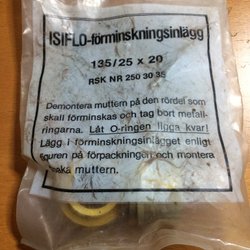 ISIFLO-förminskningsinlägg
135/25 x 20
RSK NR 250 30 35
Demontera muttern på den rördel som
skall förminskas och tag bort metall-
ringarna. Låt O-ringen ligga kvar!
Lägg i förminskningsinlägget enligt
figuren på förpackningen och montera
muttern.